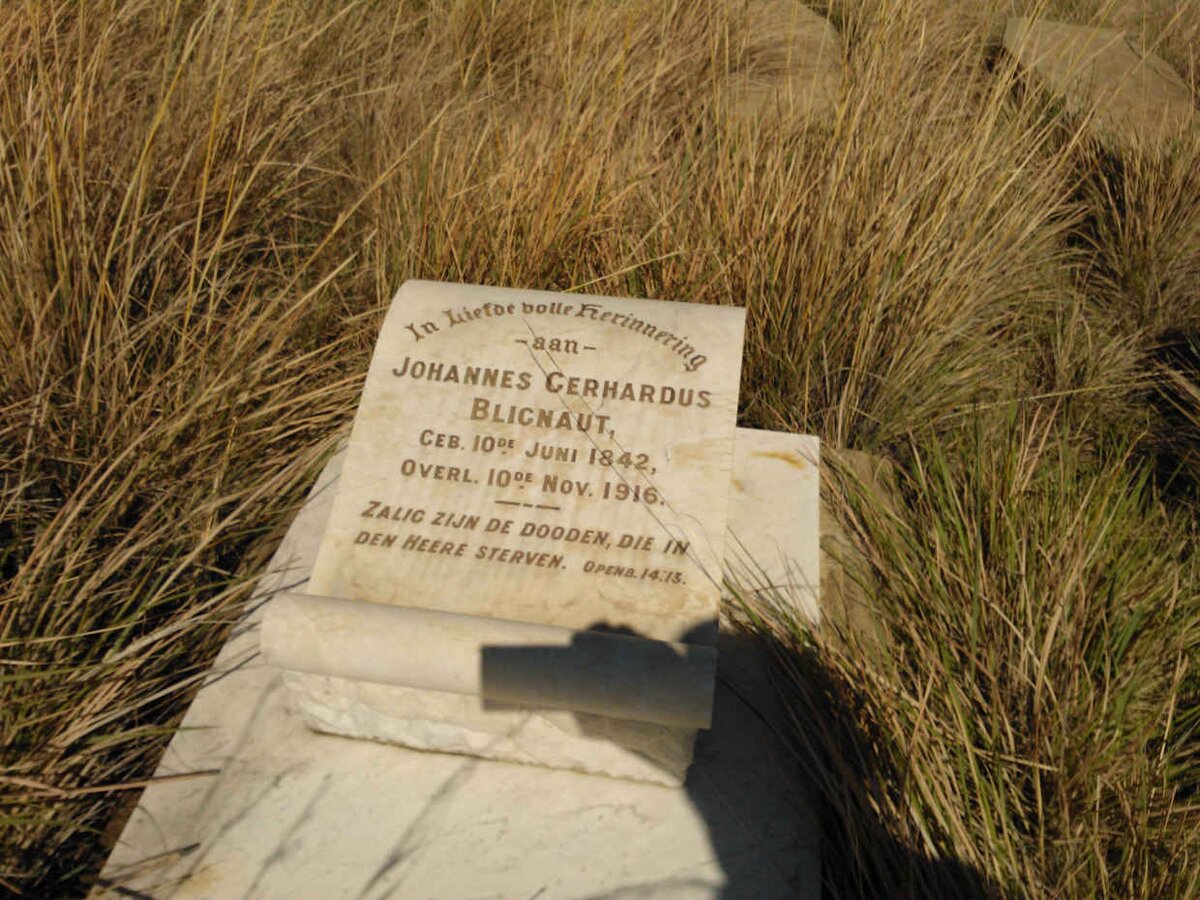 In Liefde volle Herinnering
- aan -
JOHANNES GERHARDUS
BLIGNAUT,
GEB. 10DE JUNI 1842,
OVERL. 10DE NOV. 1916.
ZALIG ZIJN DE DOODEN, DIE IN
DEN HEERE STERVEN. OPENB. 14:13.